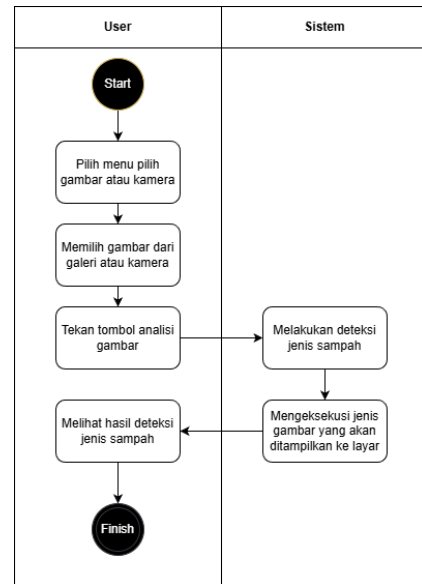 User
Sistem
Start
Pilih menu pilih
gambar atau kamera
Memilih gambar dari
galeri atau kamera
Tekan tombol analisi
gambar
Melakukan deteksi
jenis sampah
Mengeksekusi jenis
gambar yang akan
ditampilkan ke layar
Melihat hasil deteksi
jenis sampah
Finish